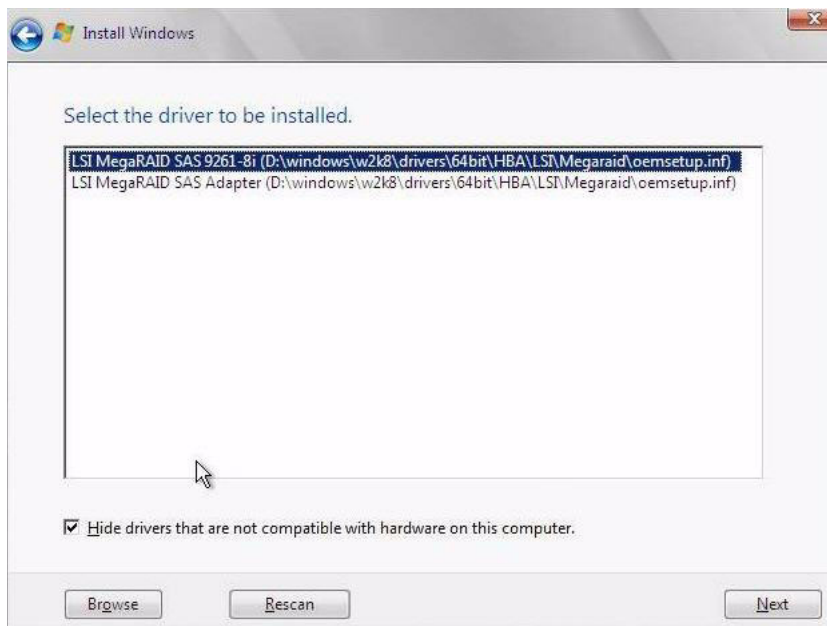 Install Windows
Select the driver to be installed.
LSI MegaRAID SAS 9261-8i (D:\windows\w2k8\drivers\64bit\HBA\LSI\Megaraid\oemsetup.inf)
LSI MegaRAID SAS Adapter (D:\windows\w2k8\drivers\64bit\HBA\LSI\Megaraid\oemsetup.inf)
Hide drivers that are not compatible with hardware on this computer.
Browse
Rescan
Next